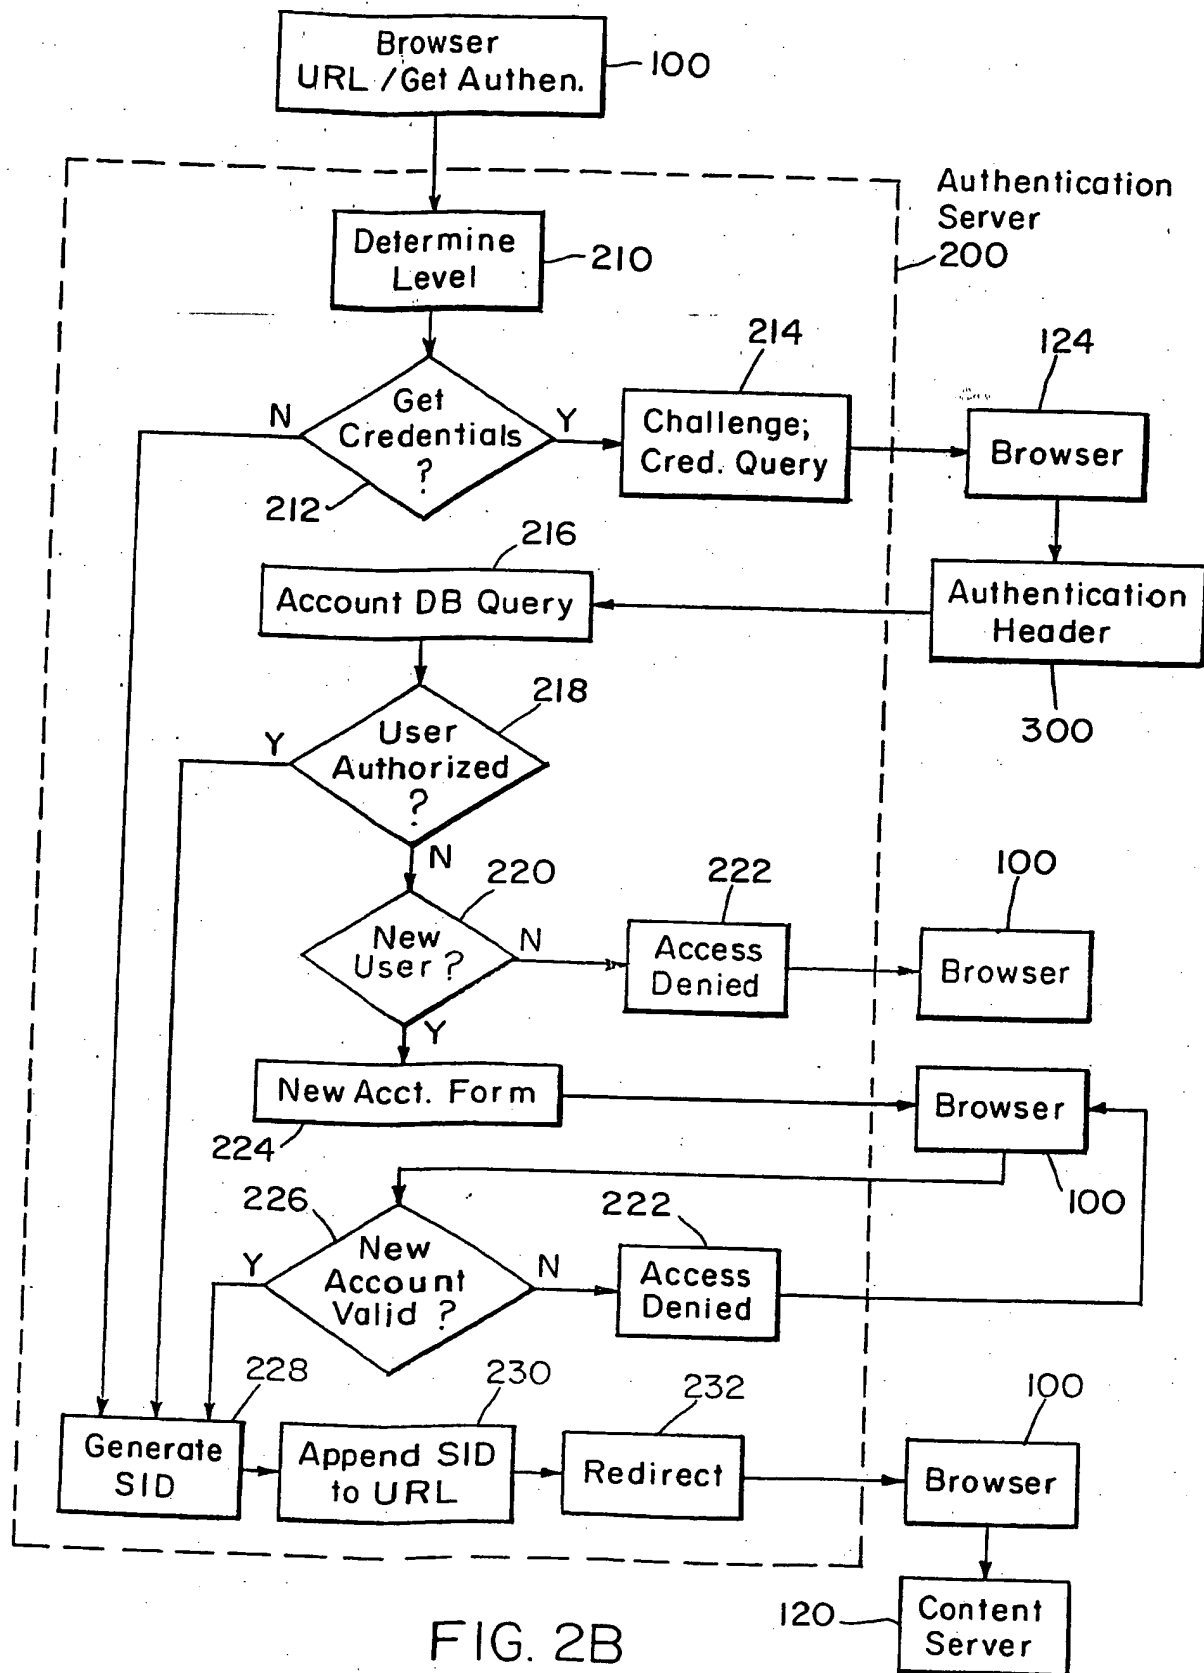 Browser
URL / Get Authen.
100
Authentication
Server
200
Determine
Level
210
214
124
N
Get
Credentials
?
Y
Challenge;
Cred. Query
Browser
212
216
Account DB Query
Authentication
Header
300
218
Y
User
Authorized
?
N
220
222
100
New
User ?
N
Access
Denied
Browser
Y
New Acct. Form
Browser
224
100
226
222
Y
New
Account
Valid ?
N
Access
Denied
228
230
232
100
Generate
SID
Append SID
to URL
Redirect
Browser
120
Content
Server
FIG. 2B